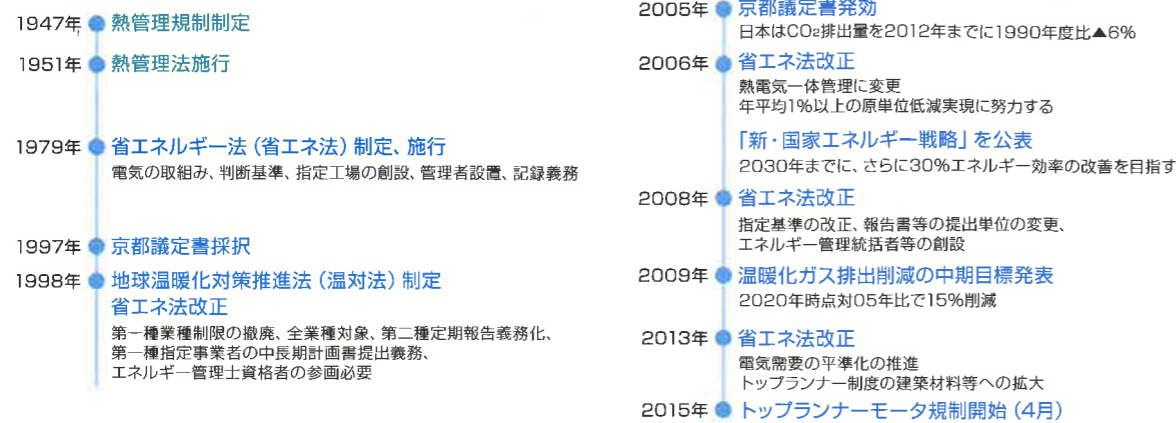 1947年 熱管理規制制定
1951年 熱管理法施行
1979年 省エネルギー法(省エネ法)制定、施行
電気の取組み、判断基準、指定工場の創設、管理者設置、記録義務
1997年 京都議定書採択
1998年 地球温暖化対策推進法(温対法)制定
省エネ法改正
第一種業種制限の撤廃、全業種対象、第二種定期報告義務化、
第一種指定事業者の中長期計画書提出義務、
エネルギー管理士資格者の参画必要
2005年 京都議定書発効
日本はCO₂排出量を2012年までに1990年度比▲6%
2006年 省エネ法改正
熱電気一体管理に変更
年平均1%以上の原単位低減実現に努力する
「新・国家エネルギー戦略」を公表
2030年までに、さらに30%エネルギー効率の改善を目指す
2008年 省エネ法改正
指定基準の改正、報告書等の提出単位の変更、
エネルギー管理統括者等の創設
2009年 温暖化ガス排出削減の中期目標発表
2020年時点対05年比で15%削減
2013年 省エネ法改正
電気需要の平準化の推進
トップランナー制度の建築材料等への拡大
2015年 トップランナーモータ規制開始(4月)